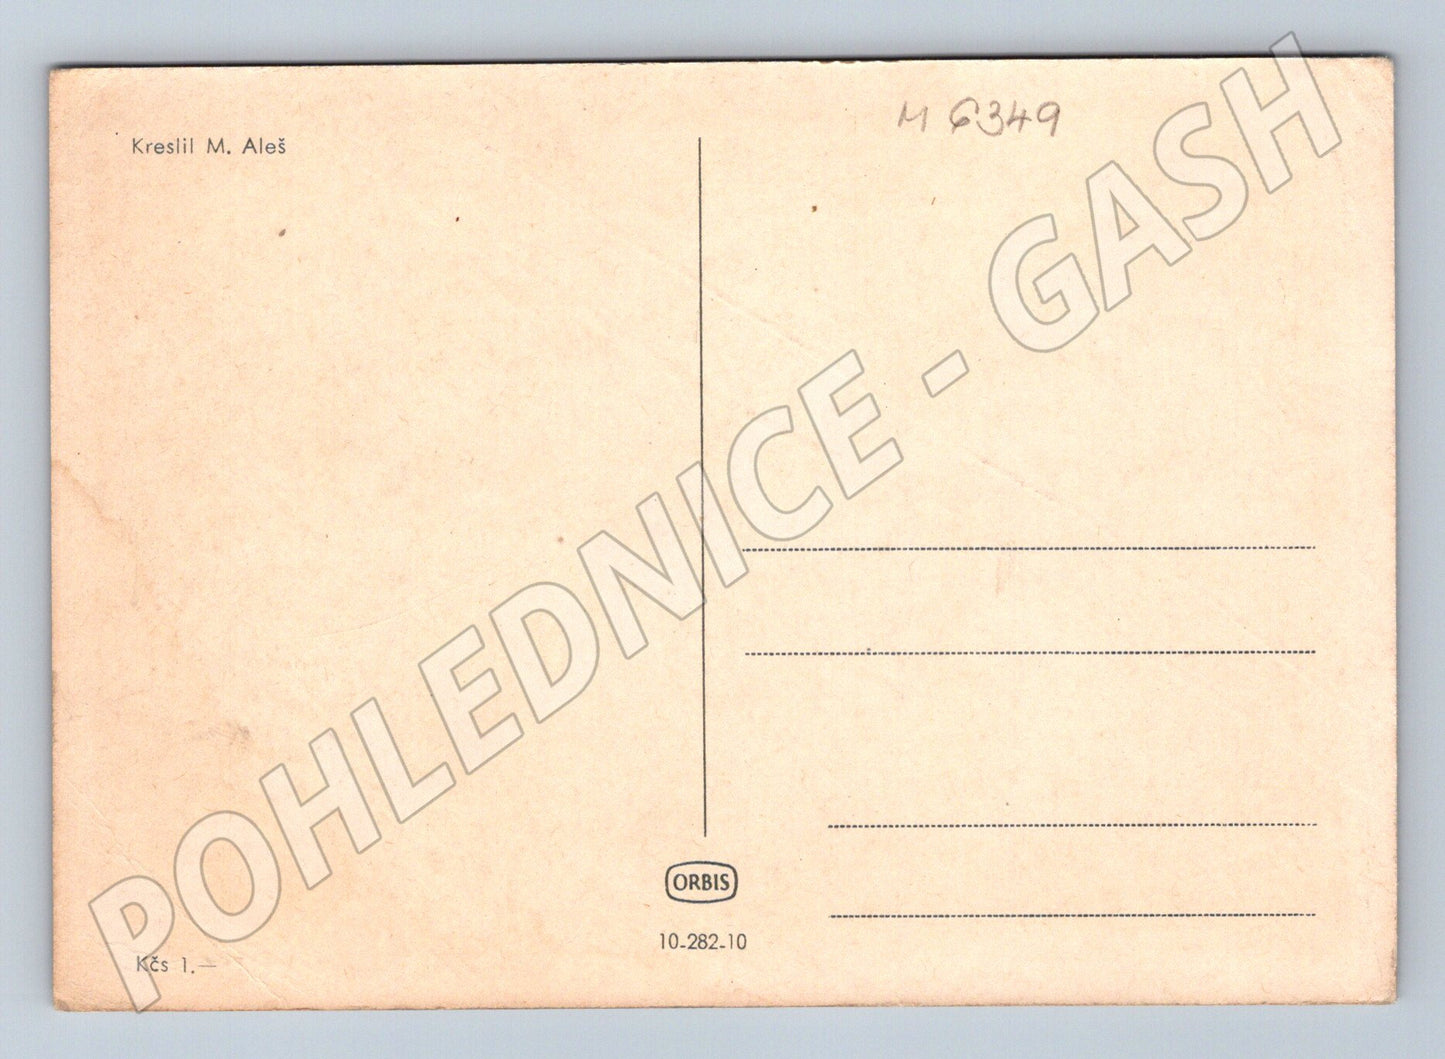 M 6349
Kreslil M. Aleš
POHLEDNICE - GASH
ORBIS
10-282-10
Kčs 1.—